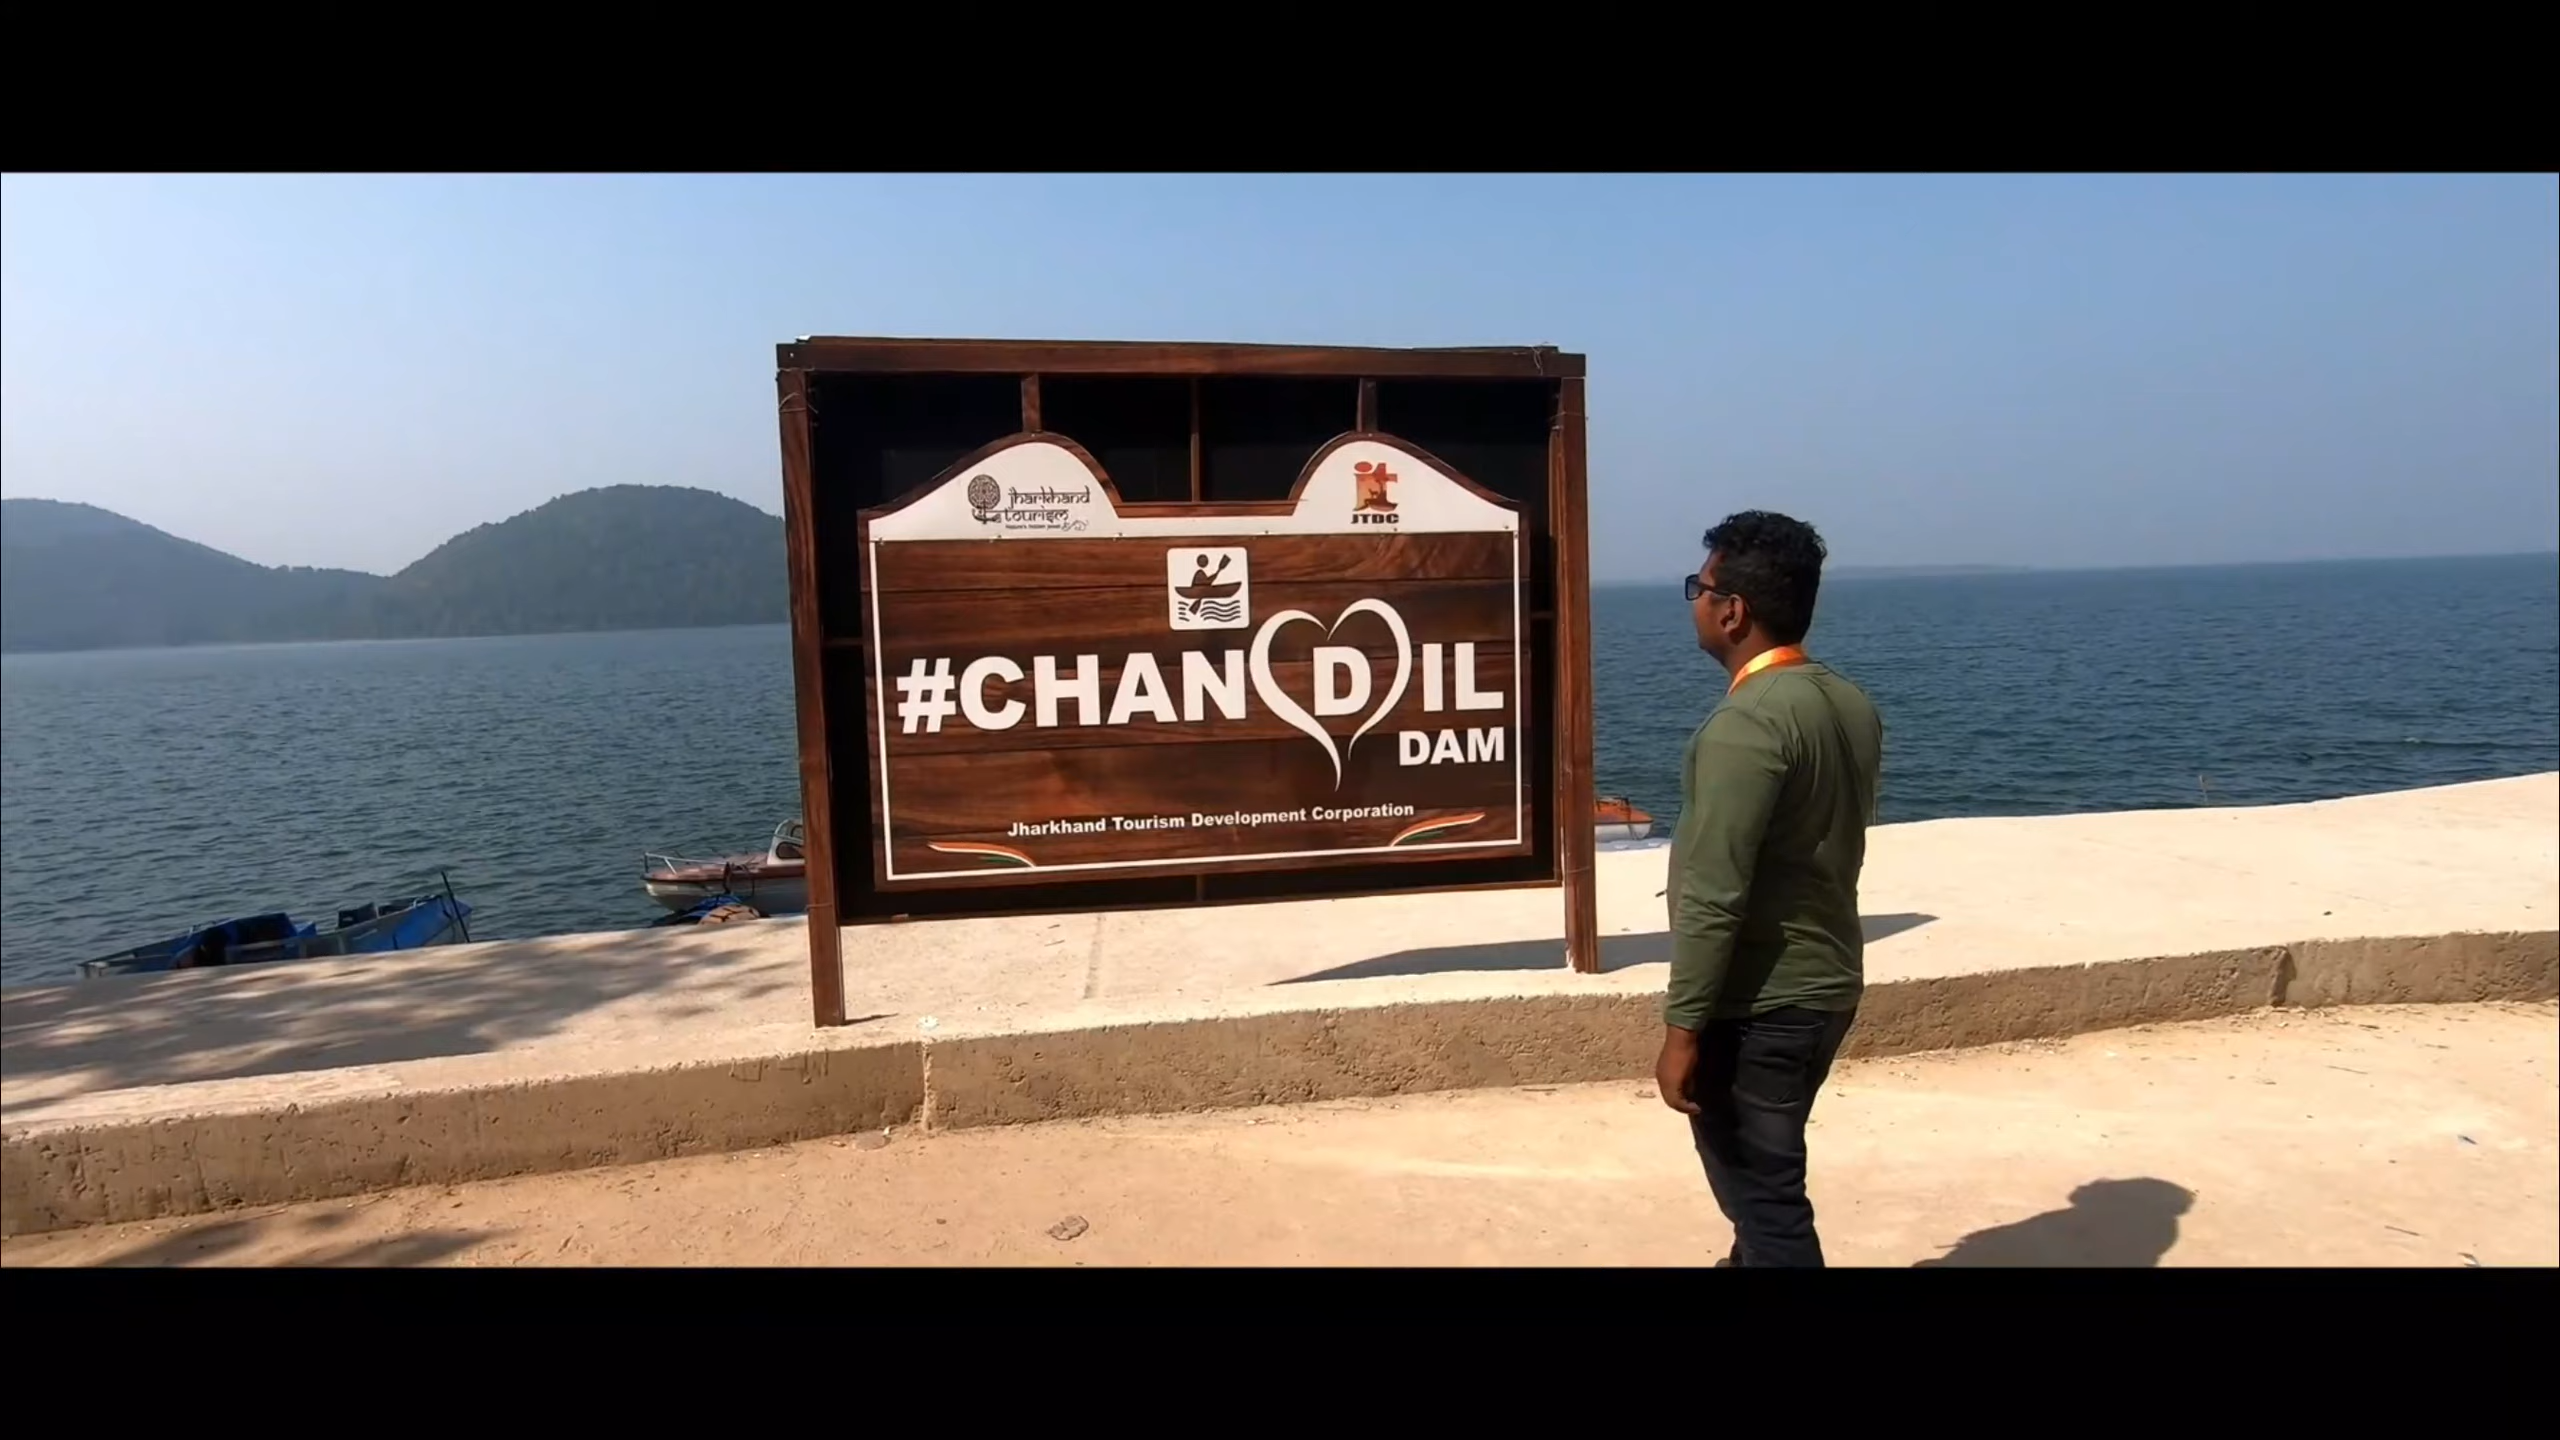 jharkhand
tourism
JTDC
#CHANDIL
DAM
Jharkhand Tourism Development Corporation